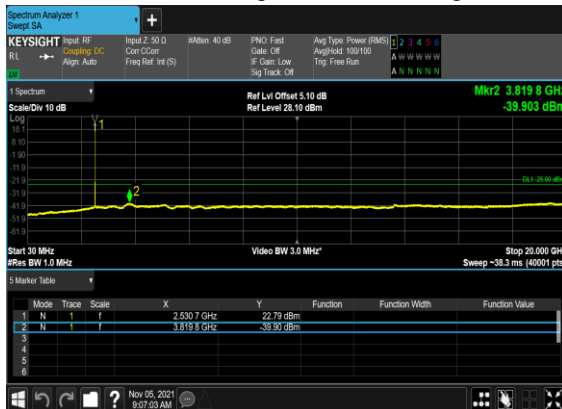 Spectrum Analyzer 1
Swept SA
KEYSIGHT Input: RF Input Z: 50 Ω #Atten: 40 dB PNO: Fast Avg Type: Power (RMS) 1 2 3 4 5 6
RL Coupling: DC Corr CCorr Gate: Off Avg|Hold: 100/100 A W W W W W
Align: Auto Freq Ref: Int (S) IF Gain: Low Trig: Free Run
Sig Track: Off A N N N N N
1 Spectrum Ref Lvl Offset 5.10 dB Mkr2 3.819 8 GHz
Scale/Div 10 dB Ref Level 28.10 dBm -39.903 dBm
Log
18.1 1
8.10
-1.90
-11.9
-21.9 DL1 -25.00 dBm
-31.9 2
-41.9
-51.9
-61.9
Start 30 MHz Video BW 3.0 MHz* Stop 20.000 GHz
#Res BW 1.0 MHz Sweep ~38.3 ms (40001 pts)
5 Marker Table
Mode Trace Scale X Y Function Function Width Function Value
1 N 1 f 2.530 7 GHz 22.79 dBm
2 N 1 f 3.819 8 GHz -39.90 dBm
3
4
5
6
? Nov 05, 2021
9:07:03 AM